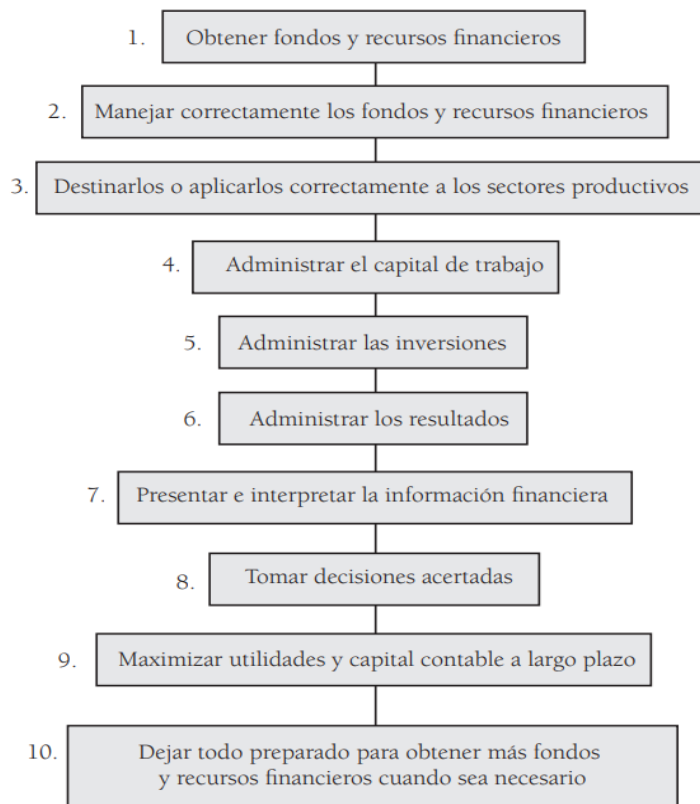 1. Obtener fondos y recursos financieros
2. Manejar correctamente los fondos y recursos financieros
3. Destinarlos o aplicarlos correctamente a los sectores productivos
4. Administrar el capital de trabajo
5. Administrar las inversiones
6. Administrar los resultados
7. Presentar e interpretar la información financiera
8. Tomar decisiones acertadas
9. Maximizar utilidades y capital contable a largo plazo
10. Dejar todo preparado para obtener más fondos
y recursos financieros cuando sea necesario